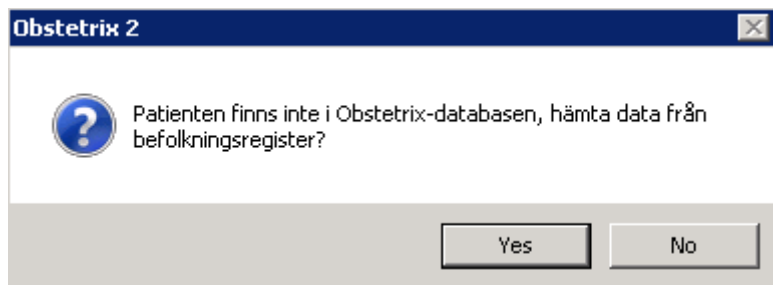 Obstetrix 2
Patienten finns inte i Obstetrix-databasen, hämta data från
befolkningsregister?
Yes
No